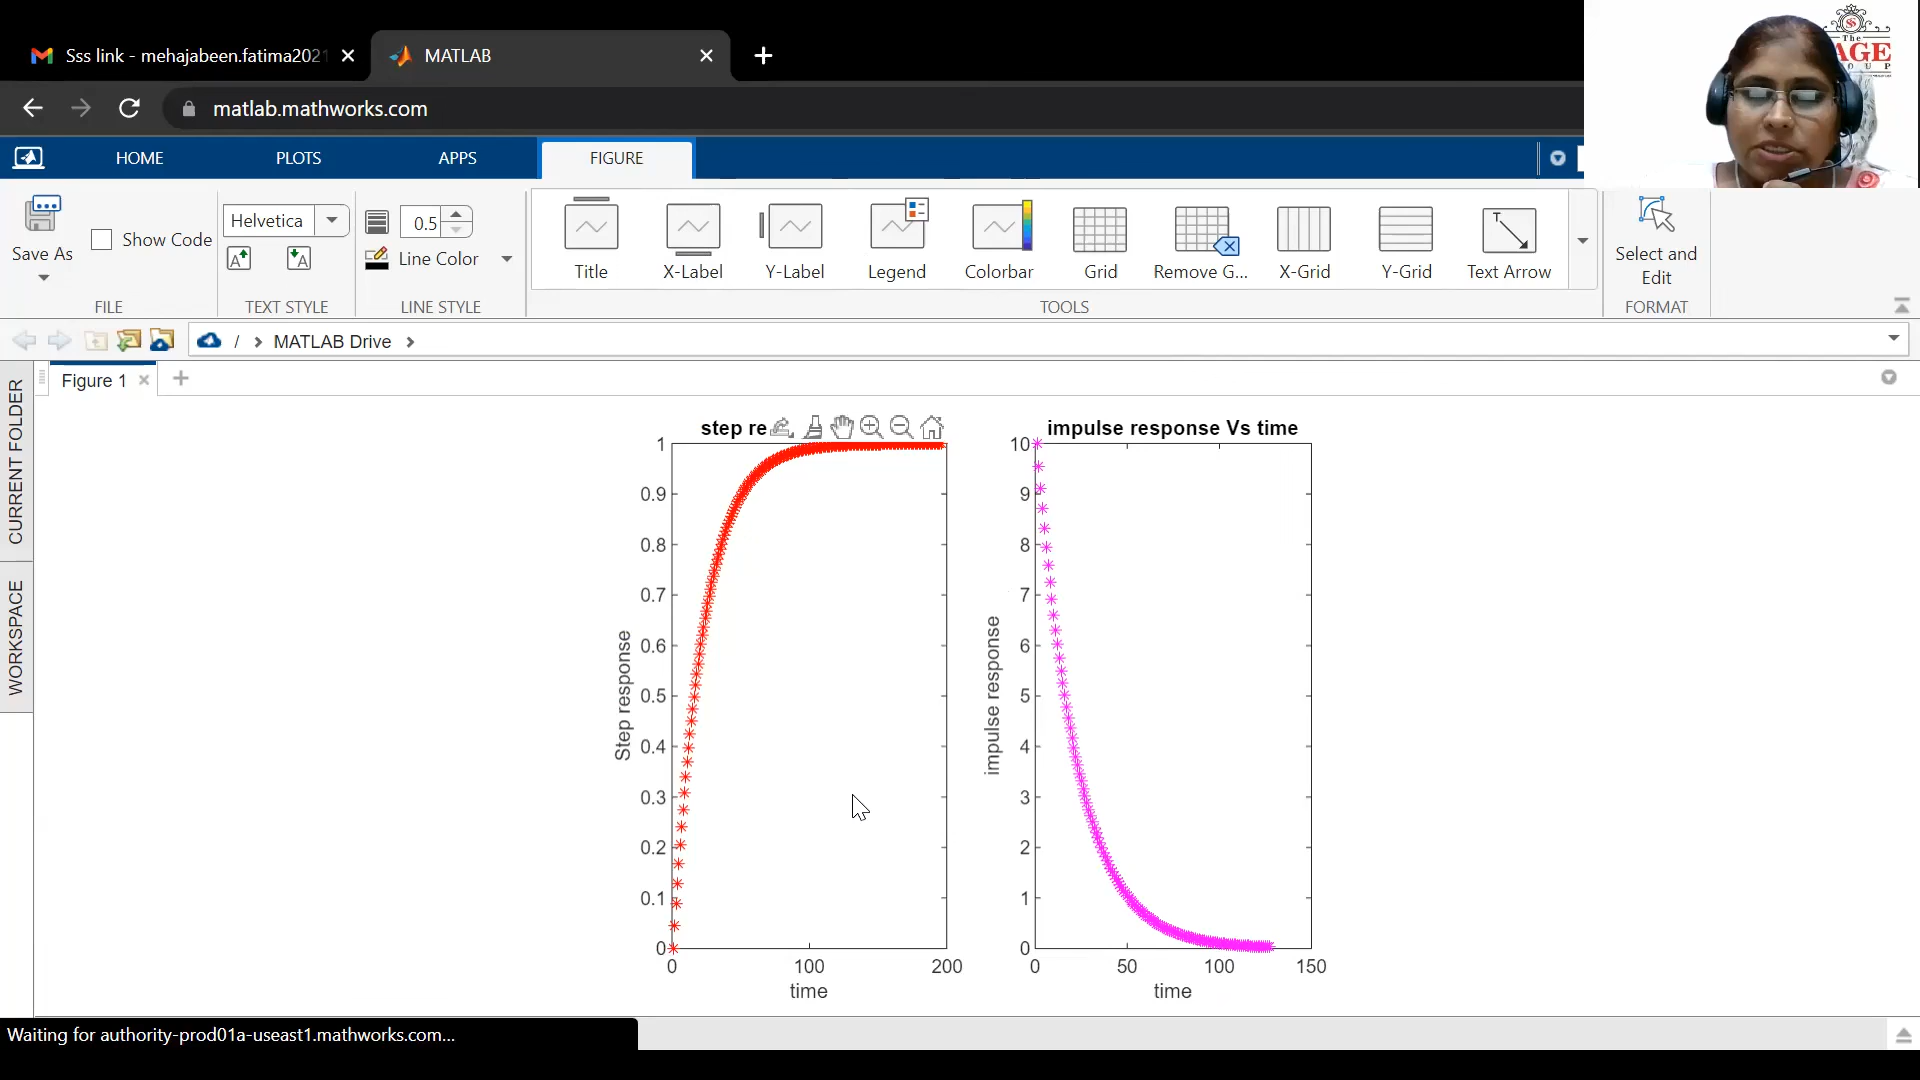 Sss link - mehajabeen.fatima2021
MATLAB
The
AGE
matlab.mathworks.com
HOME
PLOTS
APPS
FIGURE
Save As
Show Code
FILE
Helvetica
A
A
TEXT STYLE
0.5
Line Color
LINE STYLE
Title
X-Label
Y-Label
Legend
Colorbar
Grid
Remove G...
X-Grid
Y-Grid
T
Text Arrow
TOOLS
Select and
Edit
FORMAT
/ > MATLAB Drive >
CURRENT FOLDER
WORKSPACE
Figure 1
step re
1
0.9
0.8
0.7
0.6
0.5
0.4
0.3
0.2
0.1
0
Step response
0 100 200
time
impulse response Vs time
10
9
8
7
6
5
4
3
2
1
0
impulse response
0 50 100 150
time
Waiting for authority-prod01a-useast1.mathworks.com...